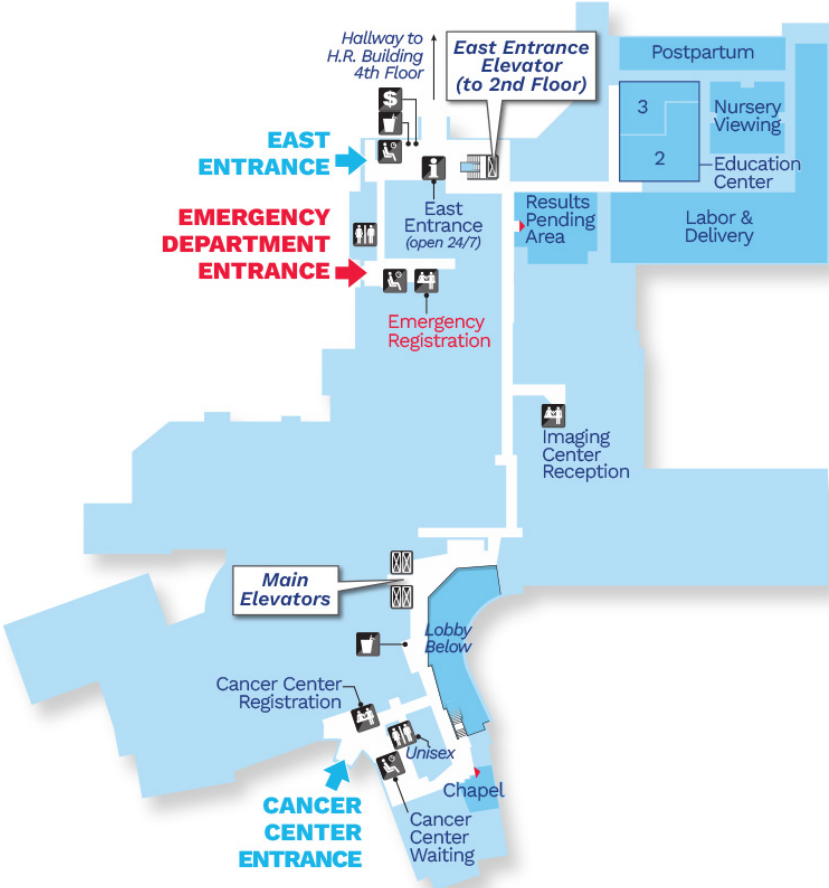 Hallway to
H.R. Building
4th Floor
East Entrance
Elevator
(to 2nd Floor)
Postpartum
$
3
Nursery
Viewing
EAST
ENTRANCE
i
2
Education
Center
East
Entrance
(open 24/7)
Results
Pending
Area
Labor &
Delivery
EMERGENCY
DEPARTMENT
ENTRANCE
Emergency
Registration
Imaging
Center
Reception
Main
Elevators
Lobby
Below
Cancer Center
Registration
Unisex
Chapel
CANCER
CENTER
ENTRANCE
Cancer
Center
Waiting